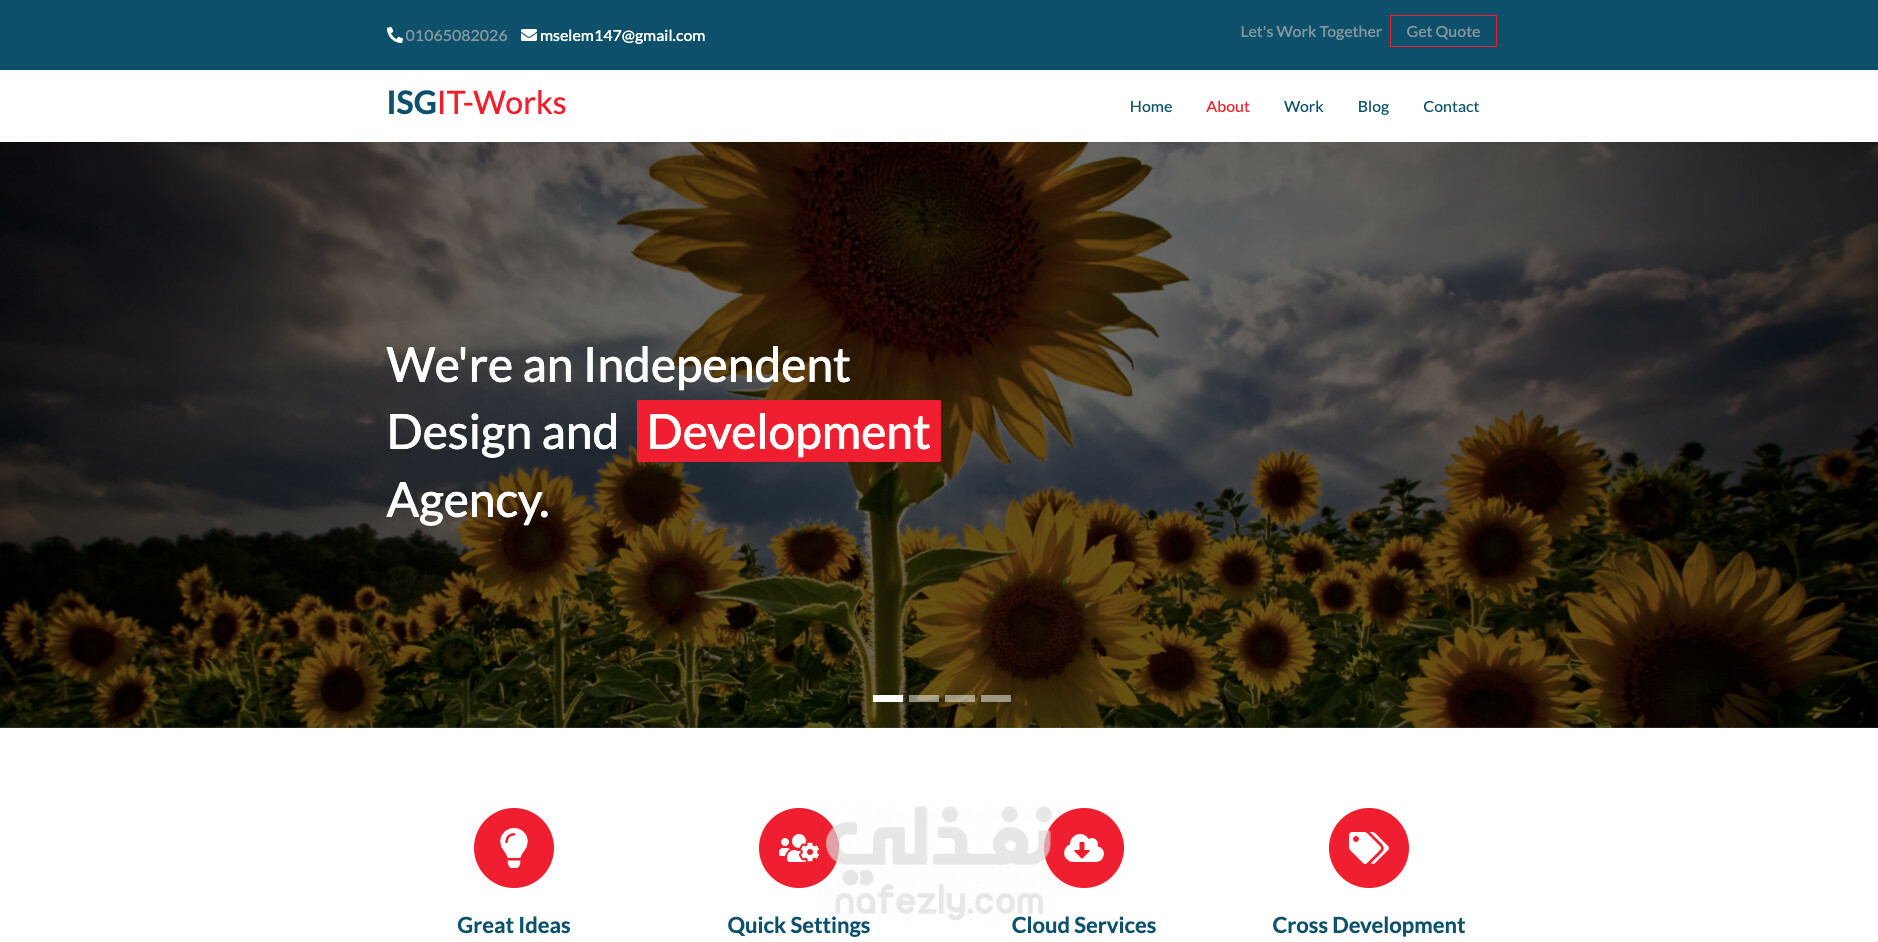 01065082026 mselem147@gmail.com
Let's Work Together Get Quote
ISGIT-Works
Home About Work Blog Contact
We're an Independent
Design and Development
Agency.
نفذلي
nafezly.com
Great Ideas Quick Settings Cloud Services Cross Development